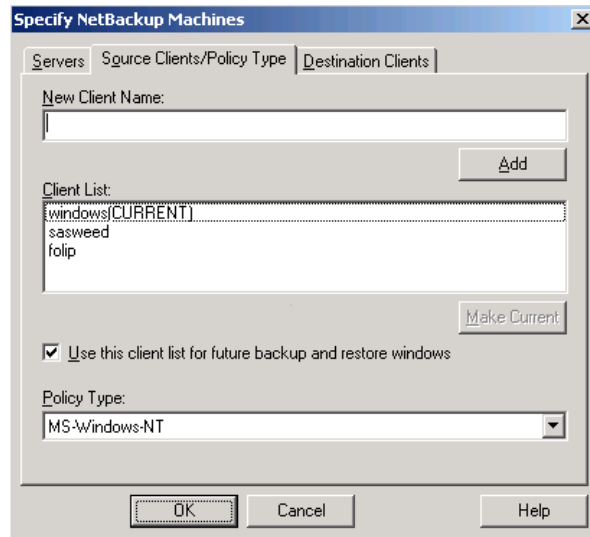 Specify NetBackup Machines
Servers Source Clients/Policy Type Destination Clients
New Client Name:
Add
Client List:
windows(CURRENT)
sasweed
folip
Make Current
Use this client list for future backup and restore windows
Policy Type:
MS-Windows-NT
OK Cancel Help